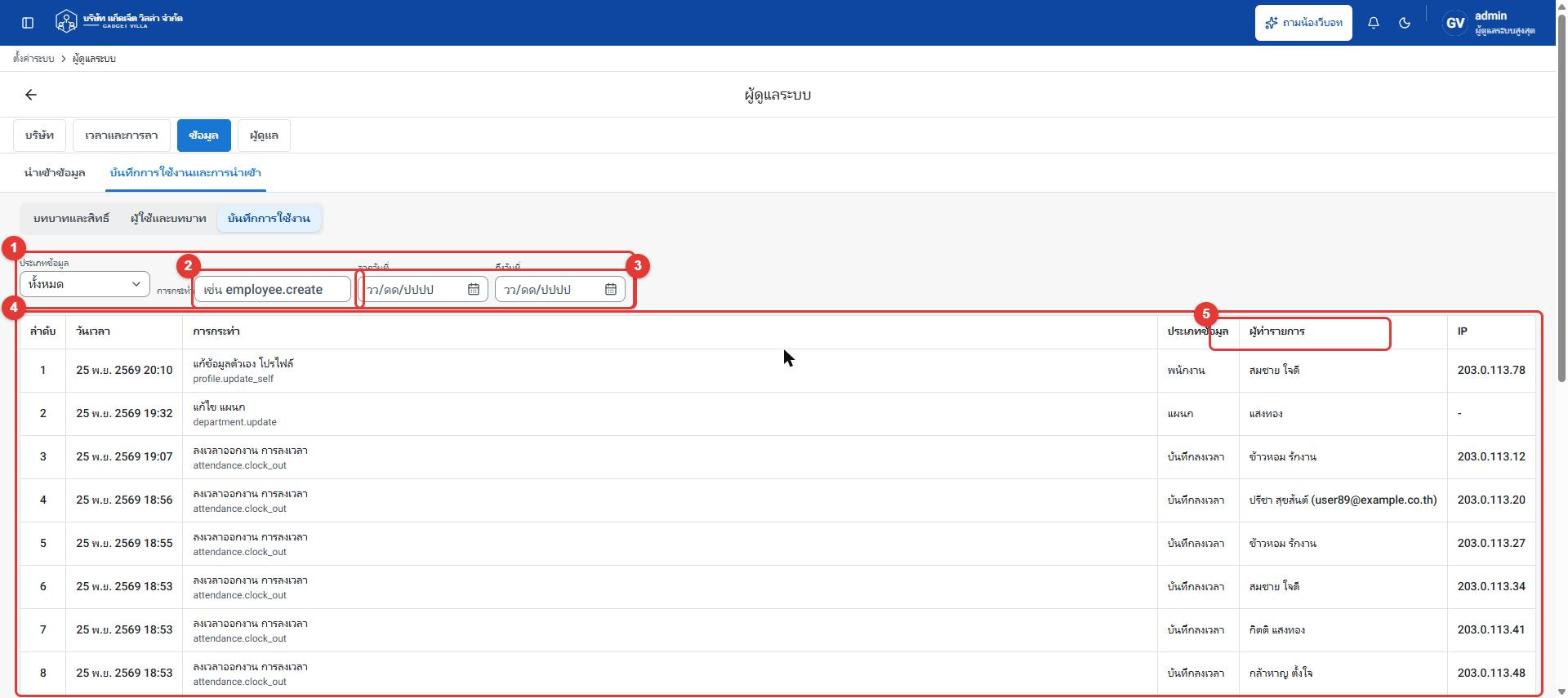 บริษัท แก็ดเจ็ต วิลล่า จำกัด
GADGET VILLA
ถามน้องวีบอท
GV
admin
ผู้ดูแลระบบสูงสุด
ตั้งค่าระบบ > ผู้ดูแลระบบ
ผู้ดูแลระบบ
บริษัท เวลาและการลา ข้อมูล ผู้ดูแล
นำเข้าข้อมูล บันทึกการใช้งานและการนำเข้า
บทบาทและสิทธิ์ ผู้ใช้และบทบาท บันทึกการใช้งาน
1
ประเภทข้อมูล
ทั้งหมด
การกระทำ
2
เช่น employee.create
จากวันที่
วว/ดด/ปปปป
ถึงวันที่
วว/ดด/ปปปป
3
4
5
ลำดับ วันเวลา การกระทำ ประเภทข้อมูล ผู้ทำรายการ IP
1 25 พ.ย. 2569 20:10 แก้ข้อมูลตัวเอง โปรไฟล์ พนักงาน สมชาย ใจดี 203.0.113.78
profile.update_self
2 25 พ.ย. 2569 19:32 แก้ไข แผนก แผนก แสงทอง -
department.update
3 25 พ.ย. 2569 19:07 ลงเวลาออกงาน การลงเวลา บันทึกลงเวลา ข้าวหอม รักงาน 203.0.113.12
attendance.clock_out
4 25 พ.ย. 2569 18:56 ลงเวลาออกงาน การลงเวลา บันทึกลงเวลา ปรีชา สุขสันต์ (user89@example.co.th) 203.0.113.20
attendance.clock_out
5 25 พ.ย. 2569 18:55 ลงเวลาออกงาน การลงเวลา บันทึกลงเวลา ข้าวหอม รักงาน 203.0.113.27
attendance.clock_out
6 25 พ.ย. 2569 18:53 ลงเวลาออกงาน การลงเวลา บันทึกลงเวลา สมชาย ใจดี 203.0.113.34
attendance.clock_out
7 25 พ.ย. 2569 18:53 ลงเวลาออกงาน การลงเวลา บันทึกลงเวลา กิตติ แสงทอง 203.0.113.41
attendance.clock_out
8 25 พ.ย. 2569 18:53 ลงเวลาออกงาน การลงเวลา บันทึกลงเวลา กล้าหาญ ตั้งใจ 203.0.113.48
attendance.clock_out